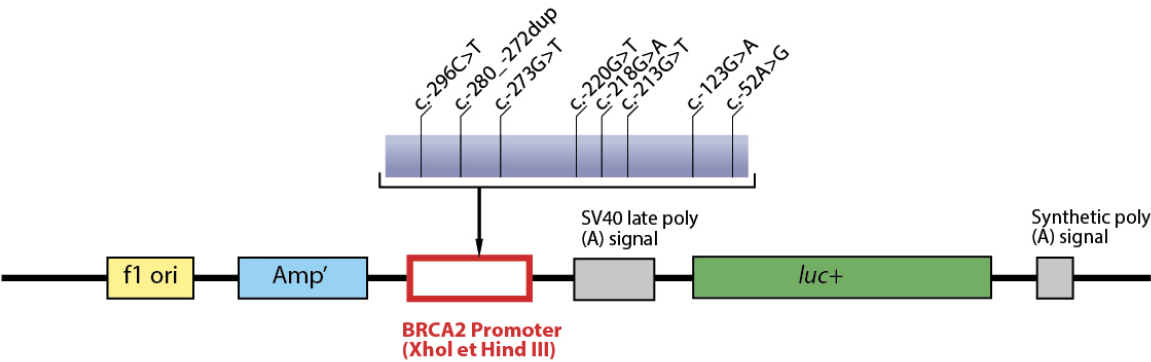 c.-296C>T
c.-280_-272dup
c.-273G>T
c.-220G>T
c.-218G>A
c.-213G>T
c.-123G>A
c.-52A>G
SV40 late poly
(A) signal
Synthetic poly
(A) signal
f1 ori
Amp’
luc+
BRCA2 Promoter
(XhoI et Hind III)